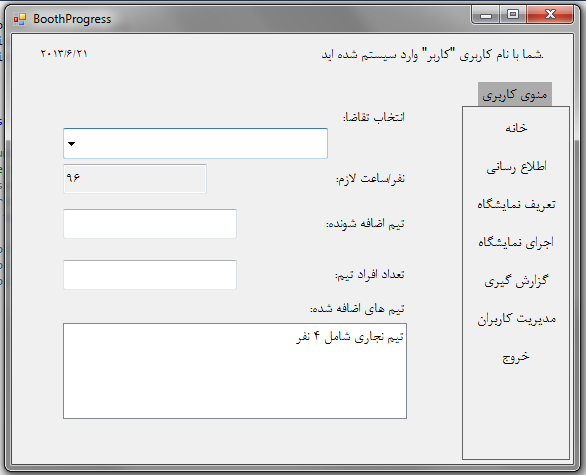 BoothProgress
.شما با نام کاربری "کاربر" وارد سیستم شده اید
۲۰۱۳/۶/۲۱
منوی کاربری
خانه
اطلاع رسانی
تعریف نمایشگاه
اجرای نمایشگاه
گزارش گیری
مدیریت کاربران
خروج
انتخاب تقاضا:
نفر/ساعت لازم:
۹۶
تیم اضافه شونده:
تعداد افراد تیم:
تیم های اضافه شده:
تیم نجاری شامل ۴ نفر